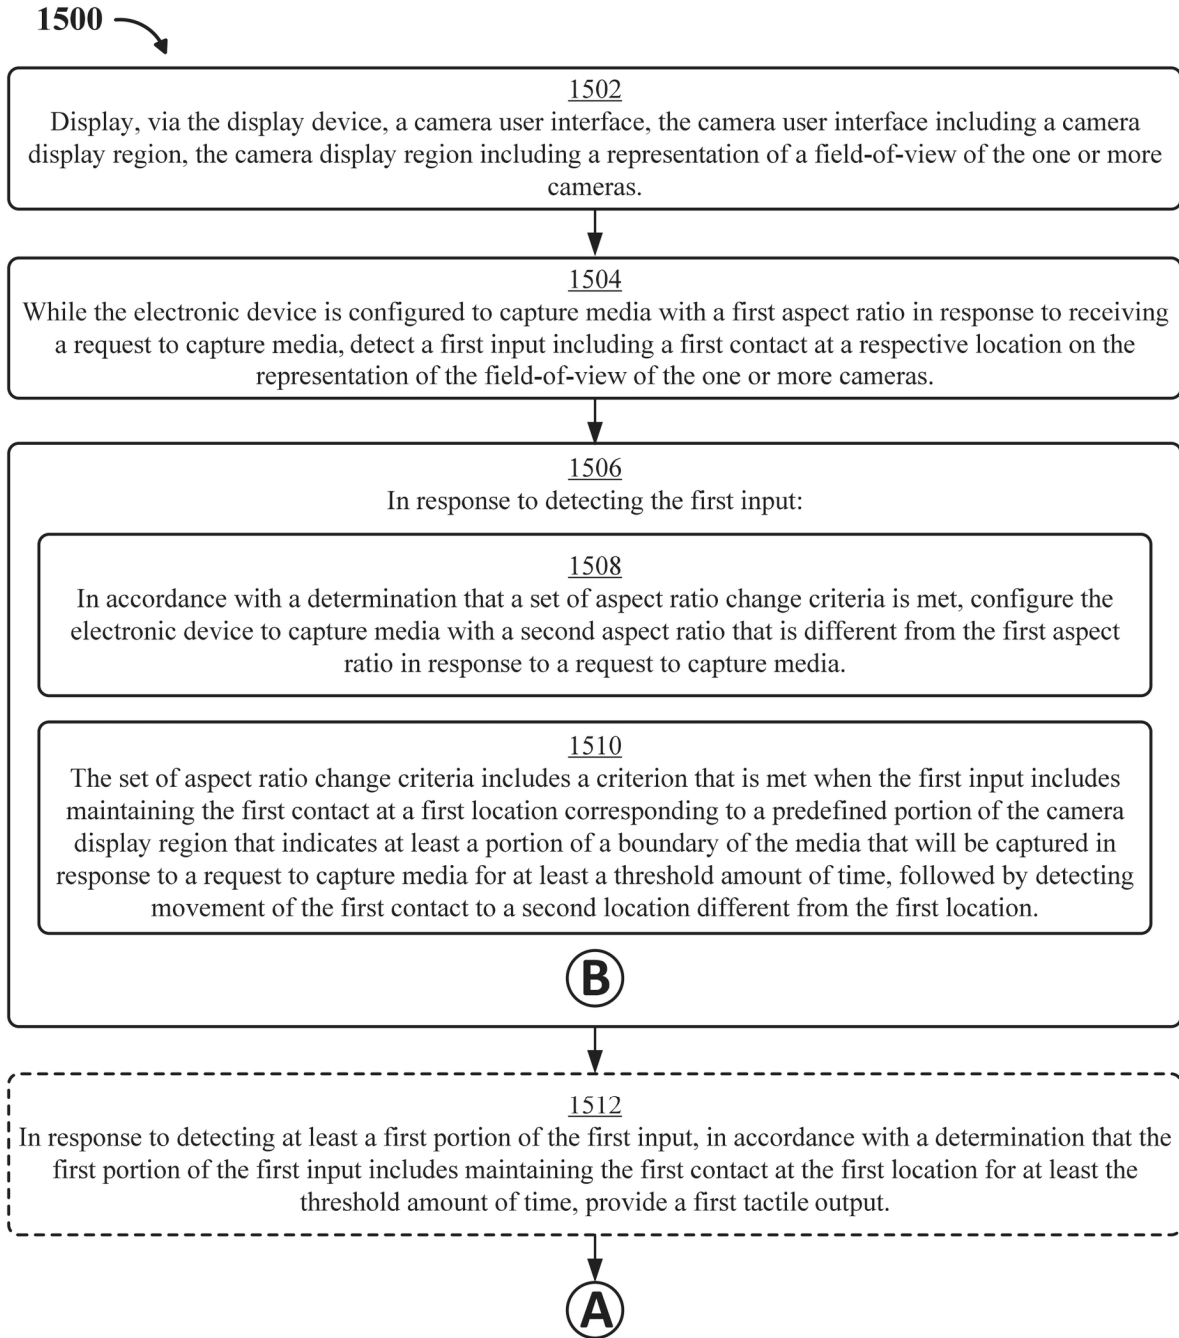 1500
1502
Display, via the display device, a camera user interface, the camera user interface including a camera
display region, the camera display region including a representation of a field-of-view of the one or more
cameras.
1504
While the electronic device is configured to capture media with a first aspect ratio in response to receiving
a request to capture media, detect a first input including a first contact at a respective location on the
representation of the field-of-view of the one or more cameras.
1506
In response to detecting the first input:
1508
In accordance with a determination that a set of aspect ratio change criteria is met, configure the
electronic device to capture media with a second aspect ratio that is different from the first aspect
ratio in response to a request to capture media.
1510
The set of aspect ratio change criteria includes a criterion that is met when the first input includes
maintaining the first contact at a first location corresponding to a predefined portion of the camera
display region that indicates at least a portion of a boundary of the media that will be captured in
response to a request to capture media for at least a threshold amount of time, followed by detecting
movement of the first contact to a second location different from the first location.
B
1512
In response to detecting at least a first portion of the first input, in accordance with a determination that the
first portion of the first input includes maintaining the first contact at the first location for at least the
threshold amount of time, provide a first tactile output.
A